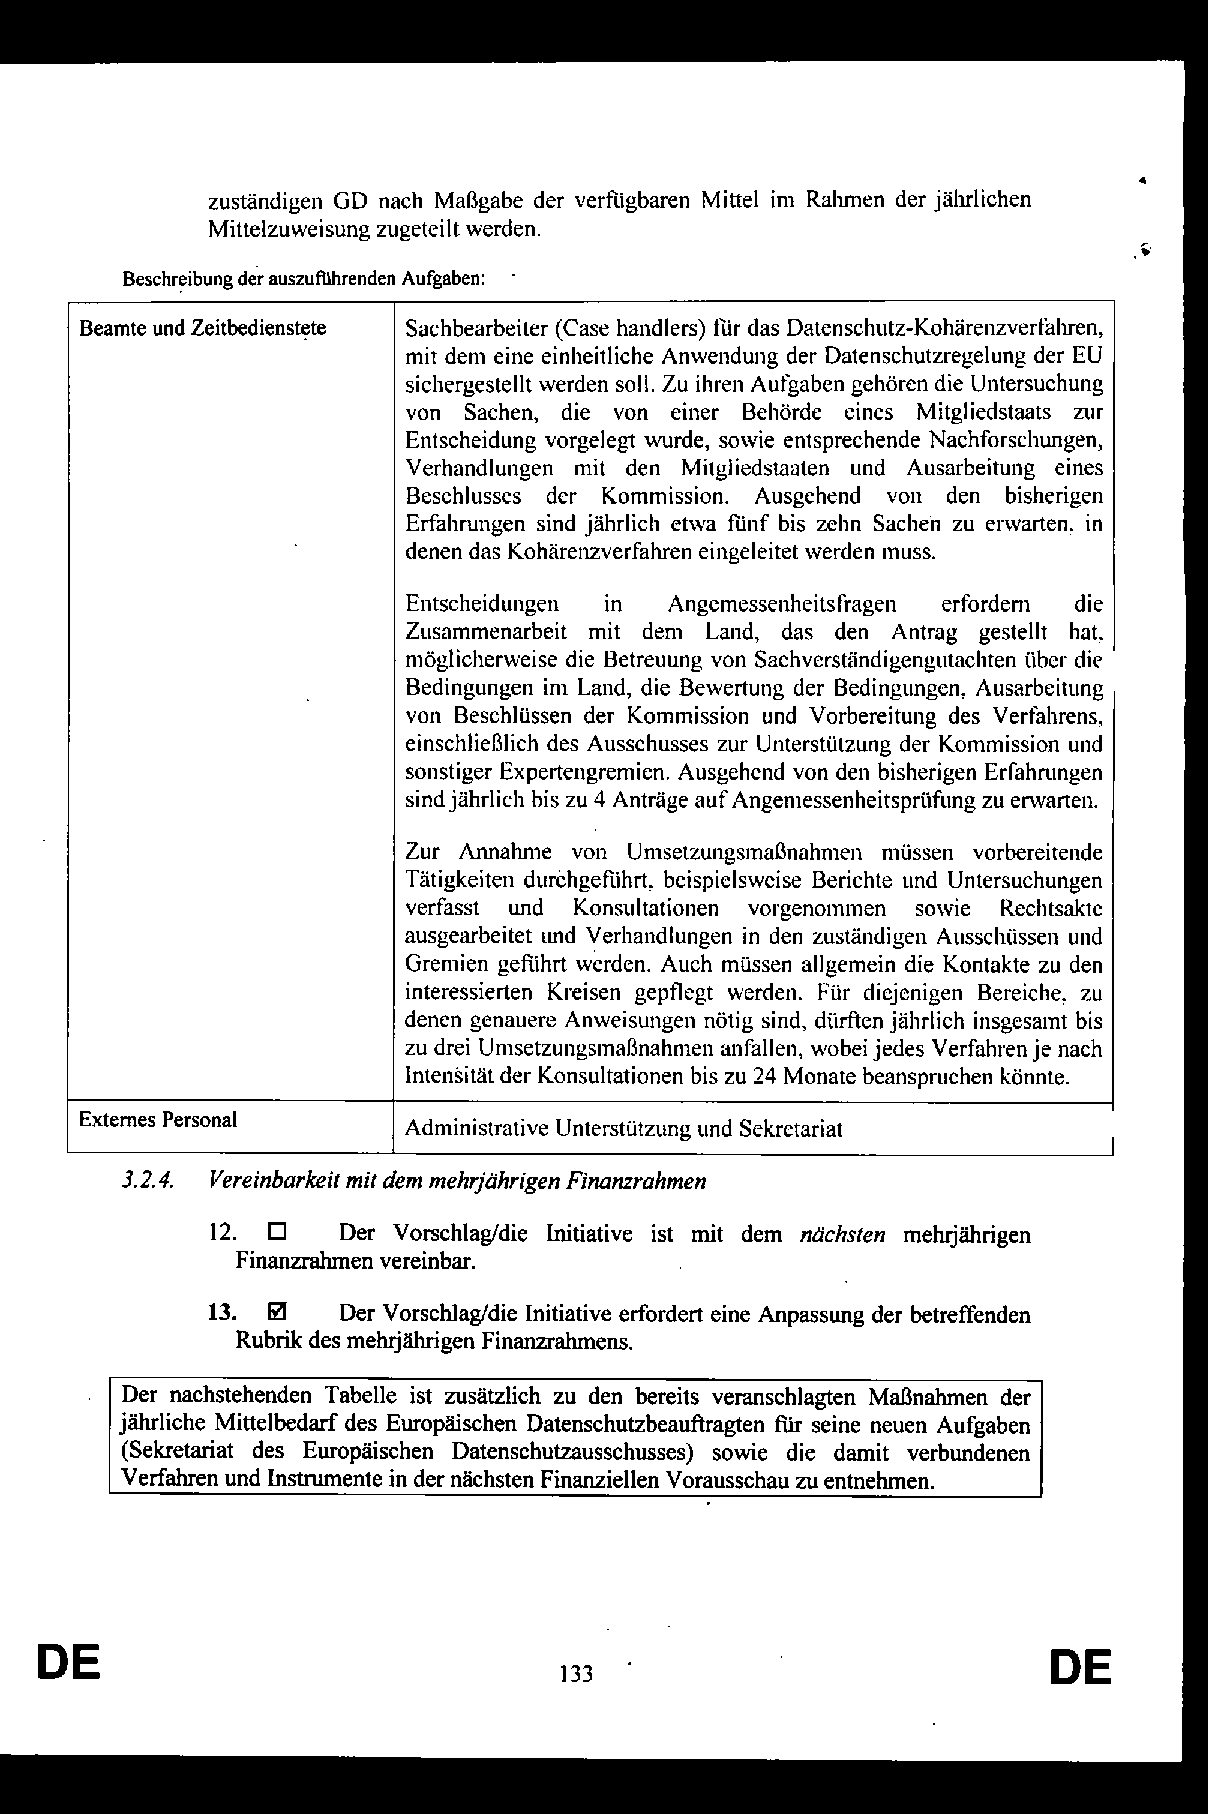 zuständigen GD nach Maßgabe der verfügbaren Mittel im Rahmen der jährlichen
Mittelzuweisung zugeteilt werden.
Beschreibung der auszuführenden Aufgaben:
Beamte und Zeitbedienstete
Sachbearbeiter (Case handlers) für das Datenschutz-Kohärenzverfahren,
mit dem eine einheitliche Anwendung der Datenschutzregelung der EU
sichergestellt werden soll. Zu ihren Aufgaben gehören die Untersuchung
von Sachen, die von einer Behörde eines Mitgliedstaats zur
Entscheidung vorgelegt wurde, sowie entsprechende Nachforschungen,
Verhandlungen mit den Mitgliedstaaten und Ausarbeitung eines
Beschlusses der Kommission. Ausgehend von den bisherigen
Erfahrungen sind jährlich etwa fünf bis zehn Sachen zu erwarten, in
denen das Kohärenzverfahren eingeleitet werden muss.
Entscheidungen in Angemessenheitsfragen erfordern die
Zusammenarbeit mit dem Land, das den Antrag gestellt hat,
möglicherweise die Betreuung von Sachverständigengutachten über die
Bedingungen im Land, die Bewertung der Bedingungen, Ausarbeitung
von Beschlüssen der Kommission und Vorbereitung des Verfahrens,
einschließlich des Ausschusses zur Unterstützung der Kommission und
sonstiger Expertengremien. Ausgehend von den bisherigen Erfahrungen
sind jährlich bis zu 4 Anträge auf Angemessenheitsprüfung zu erwarten.
Zur Annahme von Umsetzungsmaßnahmen müssen vorbereitende
Tätigkeiten durchgeführt, beispielsweise Berichte und Untersuchungen
verfasst und Konsultationen vorgenommen sowie Rechtsakte
ausgearbeitet und Verhandlungen in den zuständigen Ausschüssen und
Gremien geführt werden. Auch müssen allgemein die Kontakte zu den
interessierten Kreisen gepflegt werden. Für diejenigen Bereiche, zu
denen genauere Anweisungen nötig sind, dürften jährlich insgesamt bis
zu drei Umsetzungsmaßnahmen anfallen, wobei jedes Verfahren je nach
Intensität der Konsultationen bis zu 24 Monate beanspruchen könnte.
Externes Personal
Administrative Unterstützung und Sekretariat
3.2.4. Vereinbarkeit mit dem mehrjährigen Finanzrahmen
12. ☐ Der Vorschlag/die Initiative ist mit dem nächsten mehrjährigen
Finanzrahmen vereinbar.
13. ☑ Der Vorschlag/die Initiative erfordert eine Anpassung der betreffenden
Rubrik des mehrjährigen Finanzrahmens.
Der nachstehenden Tabelle ist zusätzlich zu den bereits veranschlagten Maßnahmen der
jährliche Mittelbedarf des Europäischen Datenschutzbeauftragten für seine neuen Aufgaben
(Sekretariat des Europäischen Datenschutzausschusses) sowie die damit verbundenen
Verfahren und Instrumente in der nächsten Finanziellen Vorausschau zu entnehmen.
DE 133 DE